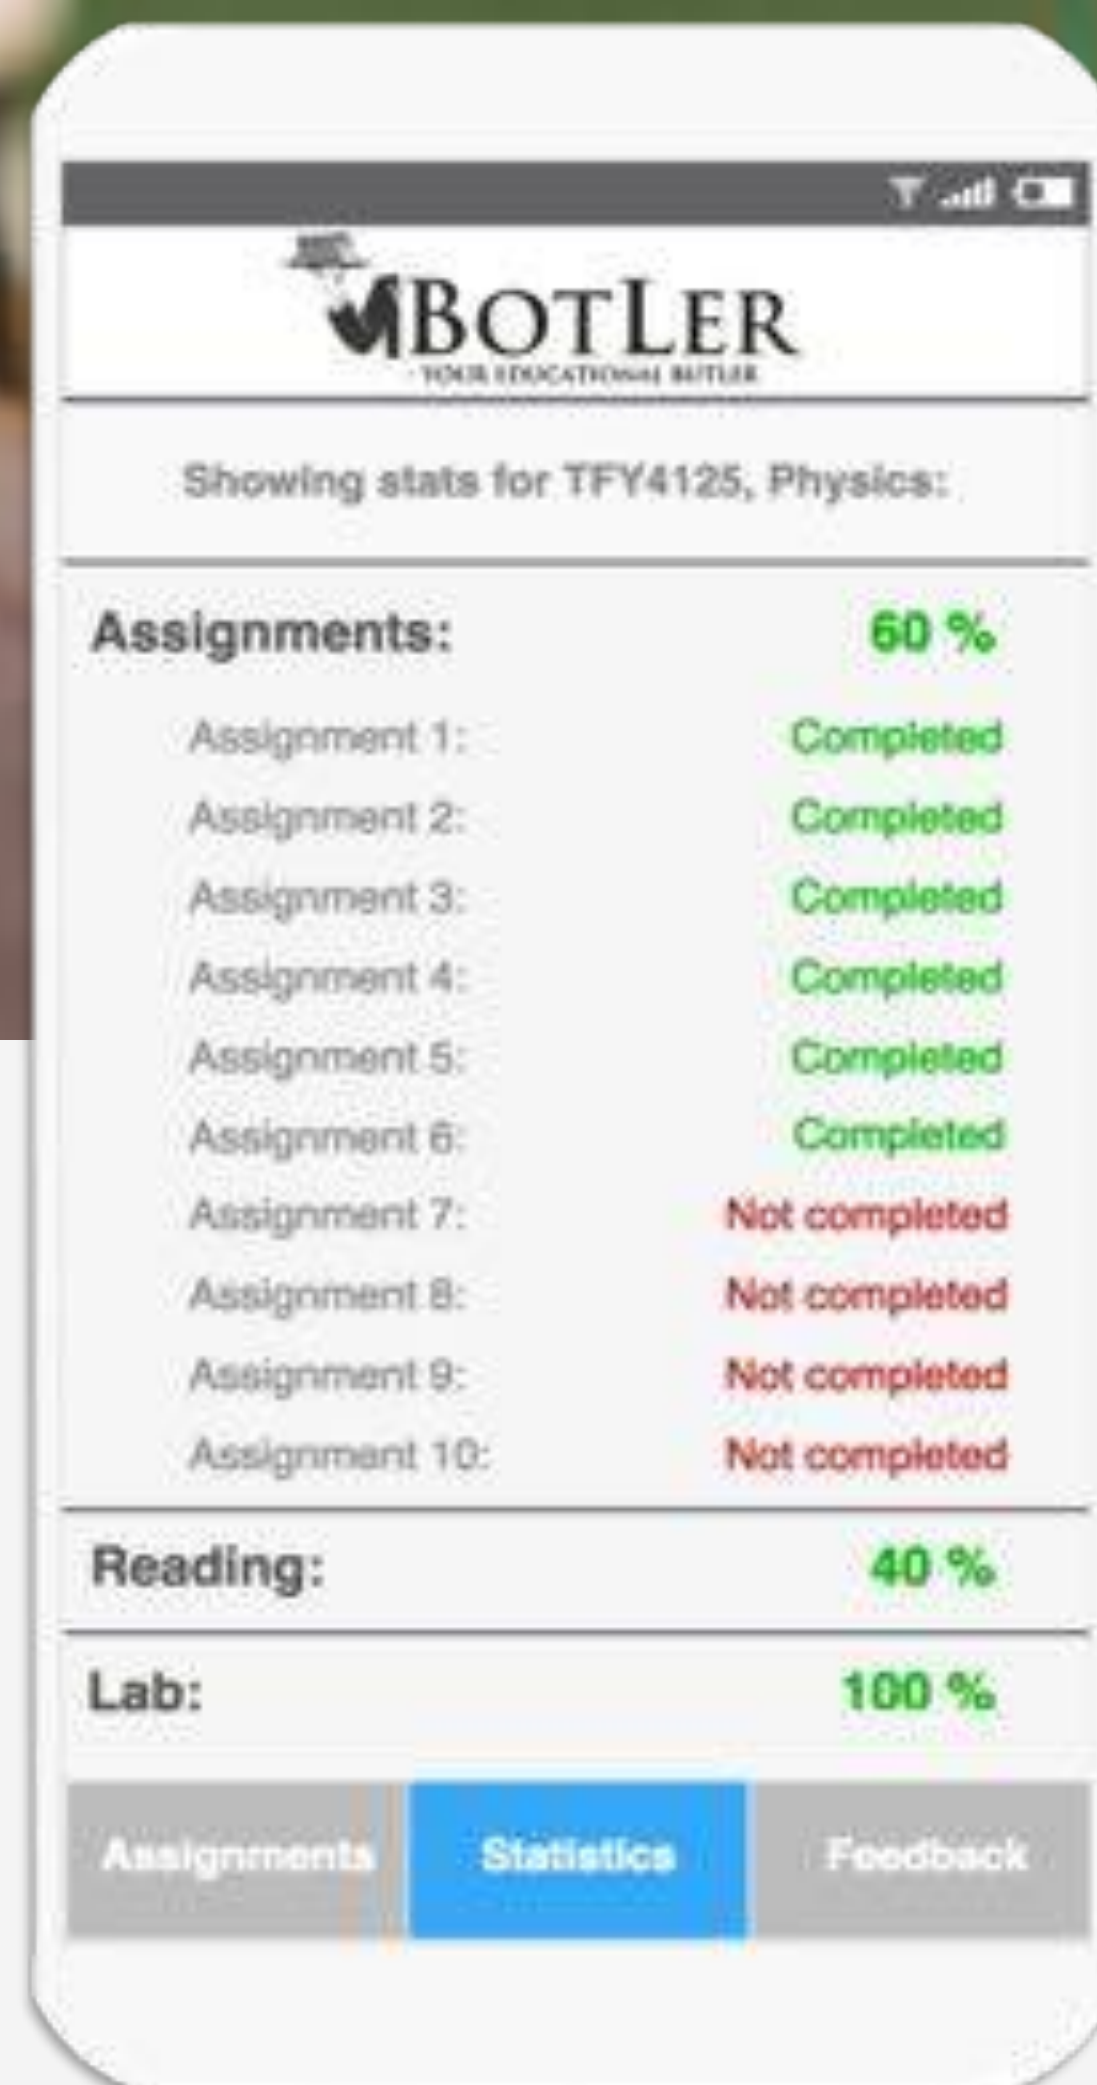 BOTLER
YOUR EDUCATIONAL BUTLER
Showing stats for TFY4125, Physics:
Assignments: 60 %
Assignment 1: Completed
Assignment 2: Completed
Assignment 3: Completed
Assignment 4: Completed
Assignment 5: Completed
Assignment 6: Completed
Assignment 7: Not completed
Assignment 8: Not completed
Assignment 9: Not completed
Assignment 10: Not completed
Reading: 40 %
Lab: 100 %
Assignments Statistics Feedback